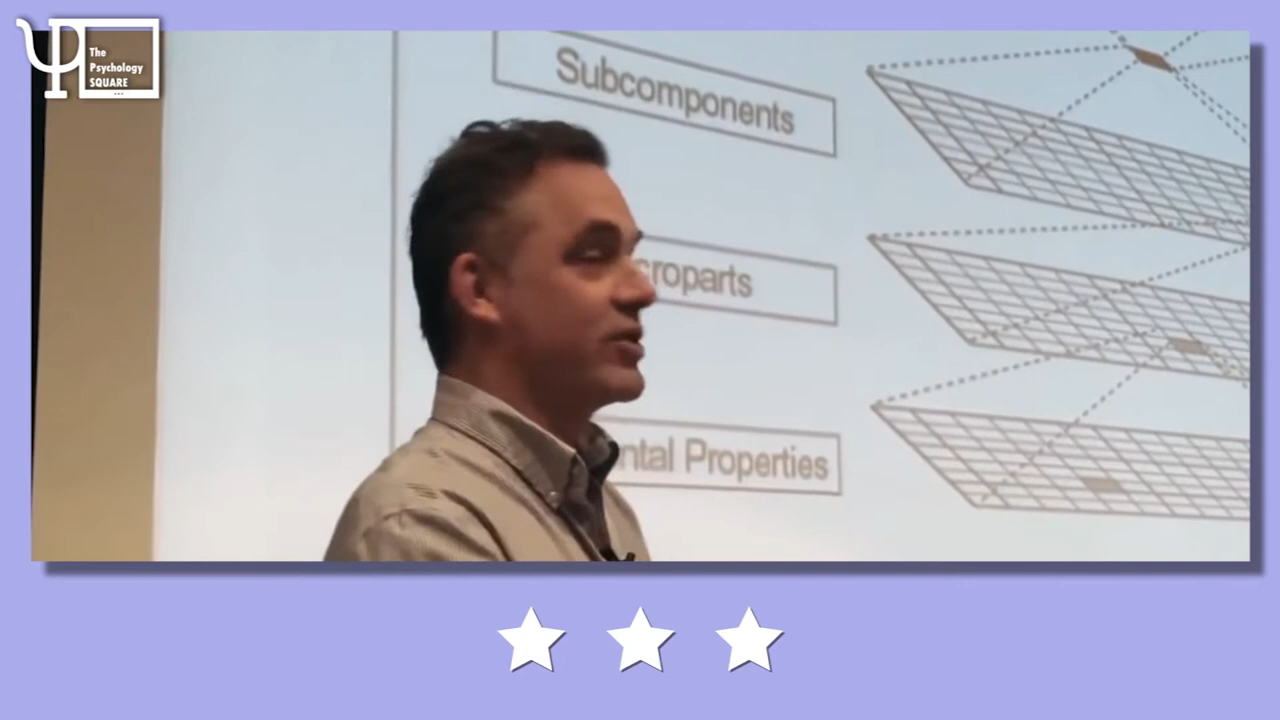 The
Psychology
SQUARE
Subcomponents
croparts
ntal Properties